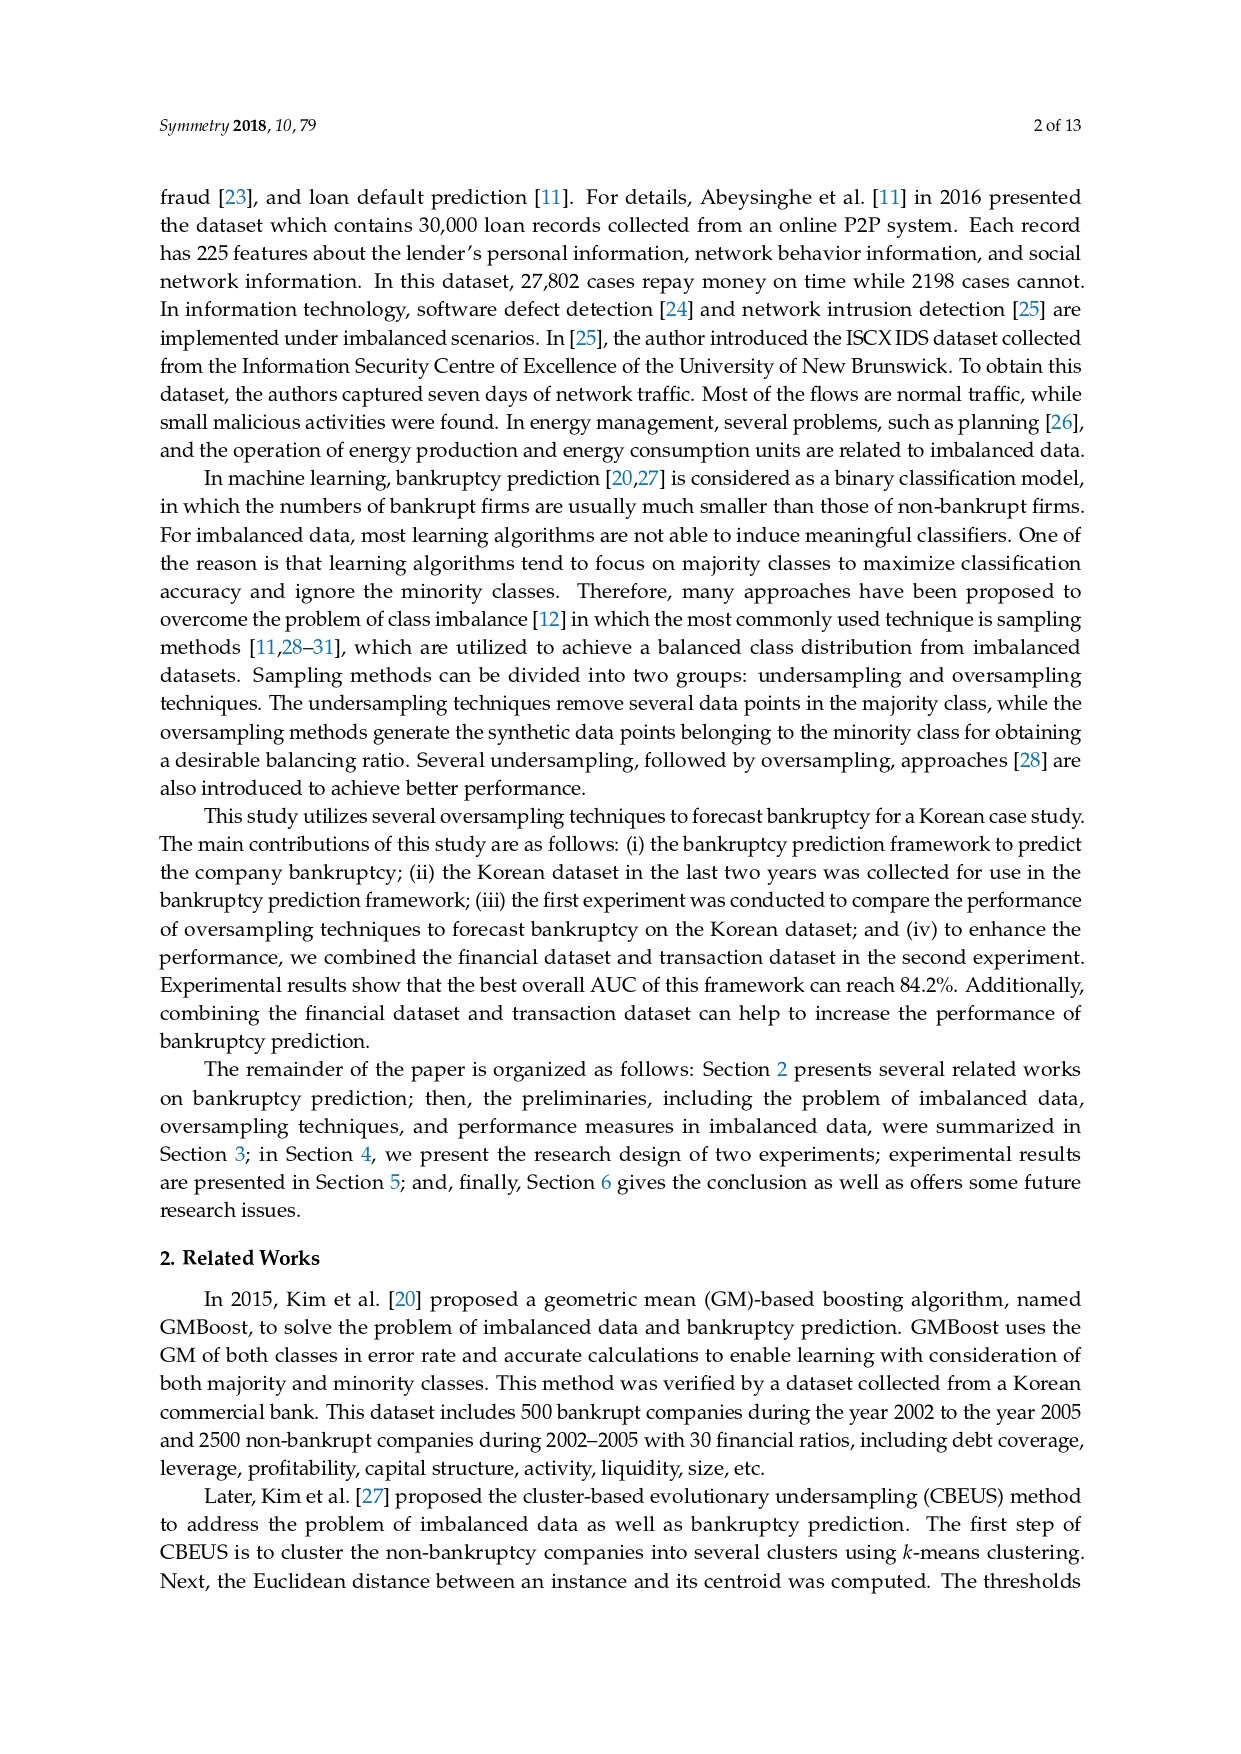 Symmetry 2018, 10, 79
2 of 13
fraud [23], and loan default prediction [11]. For details, Abeysinghe et al. [11] in 2016 presented
the dataset which contains 30,000 loan records collected from an online P2P system. Each record
has 225 features about the lender's personal information, network behavior information, and social
network information. In this dataset, 27,802 cases repay money on time while 2198 cases cannot.
In information technology, software defect detection [24] and network intrusion detection [25] are
implemented under imbalanced scenarios. In [25], the author introduced the ISCX IDS dataset collected
from the Information Security Centre of Excellence of the University of New Brunswick. To obtain this
dataset, the authors captured seven days of network traffic. Most of the flows are normal traffic, while
small malicious activities were found. In energy management, several problems, such as planning [26],
and the operation of energy production and energy consumption units are related to imbalanced data.
In machine learning, bankruptcy prediction [20,27] is considered as a binary classification model,
in which the numbers of bankrupt firms are usually much smaller than those of non-bankrupt firms.
For imbalanced data, most learning algorithms are not able to induce meaningful classifiers. One of
the reason is that learning algorithms tend to focus on majority classes to maximize classification
accuracy and ignore the minority classes. Therefore, many approaches have been proposed to
overcome the problem of class imbalance [12] in which the most commonly used technique is sampling
methods [11,28–31], which are utilized to achieve a balanced class distribution from imbalanced
datasets. Sampling methods can be divided into two groups: undersampling and oversampling
techniques. The undersampling techniques remove several data points in the majority class, while the
oversampling methods generate the synthetic data points belonging to the minority class for obtaining
a desirable balancing ratio. Several undersampling, followed by oversampling, approaches [28] are
also introduced to achieve better performance.
This study utilizes several oversampling techniques to forecast bankruptcy for a Korean case study.
The main contributions of this study are as follows: (i) the bankruptcy prediction framework to predict
the company bankruptcy; (ii) the Korean dataset in the last two years was collected for use in the
bankruptcy prediction framework; (iii) the first experiment was conducted to compare the performance
of oversampling techniques to forecast bankruptcy on the Korean dataset; and (iv) to enhance the
performance, we combined the financial dataset and transaction dataset in the second experiment.
Experimental results show that the best overall AUC of this framework can reach 84.2%. Additionally,
combining the financial dataset and transaction dataset can help to increase the performance of
bankruptcy prediction.
The remainder of the paper is organized as follows: Section 2 presents several related works
on bankruptcy prediction; then, the preliminaries, including the problem of imbalanced data,
oversampling techniques, and performance measures in imbalanced data, were summarized in
Section 3; in Section 4, we present the research design of two experiments; experimental results
are presented in Section 5; and, finally, Section 6 gives the conclusion as well as offers some future
research issues.
2. Related Works
In 2015, Kim et al. [20] proposed a geometric mean (GM)-based boosting algorithm, named
GMBoost, to solve the problem of imbalanced data and bankruptcy prediction. GMBoost uses the
GM of both classes in error rate and accurate calculations to enable learning with consideration of
both majority and minority classes. This method was verified by a dataset collected from a Korean
commercial bank. This dataset includes 500 bankrupt companies during the year 2002 to the year 2005
and 2500 non-bankrupt companies during 2002–2005 with 30 financial ratios, including debt coverage,
leverage, profitability, capital structure, activity, liquidity, size, etc.
Later, Kim et al. [27] proposed the cluster-based evolutionary undersampling (CBEUS) method
to address the problem of imbalanced data as well as bankruptcy prediction. The first step of
CBEUS is to cluster the non-bankruptcy companies into several clusters using k-means clustering.
Next, the Euclidean distance between an instance and its centroid was computed. The thresholds